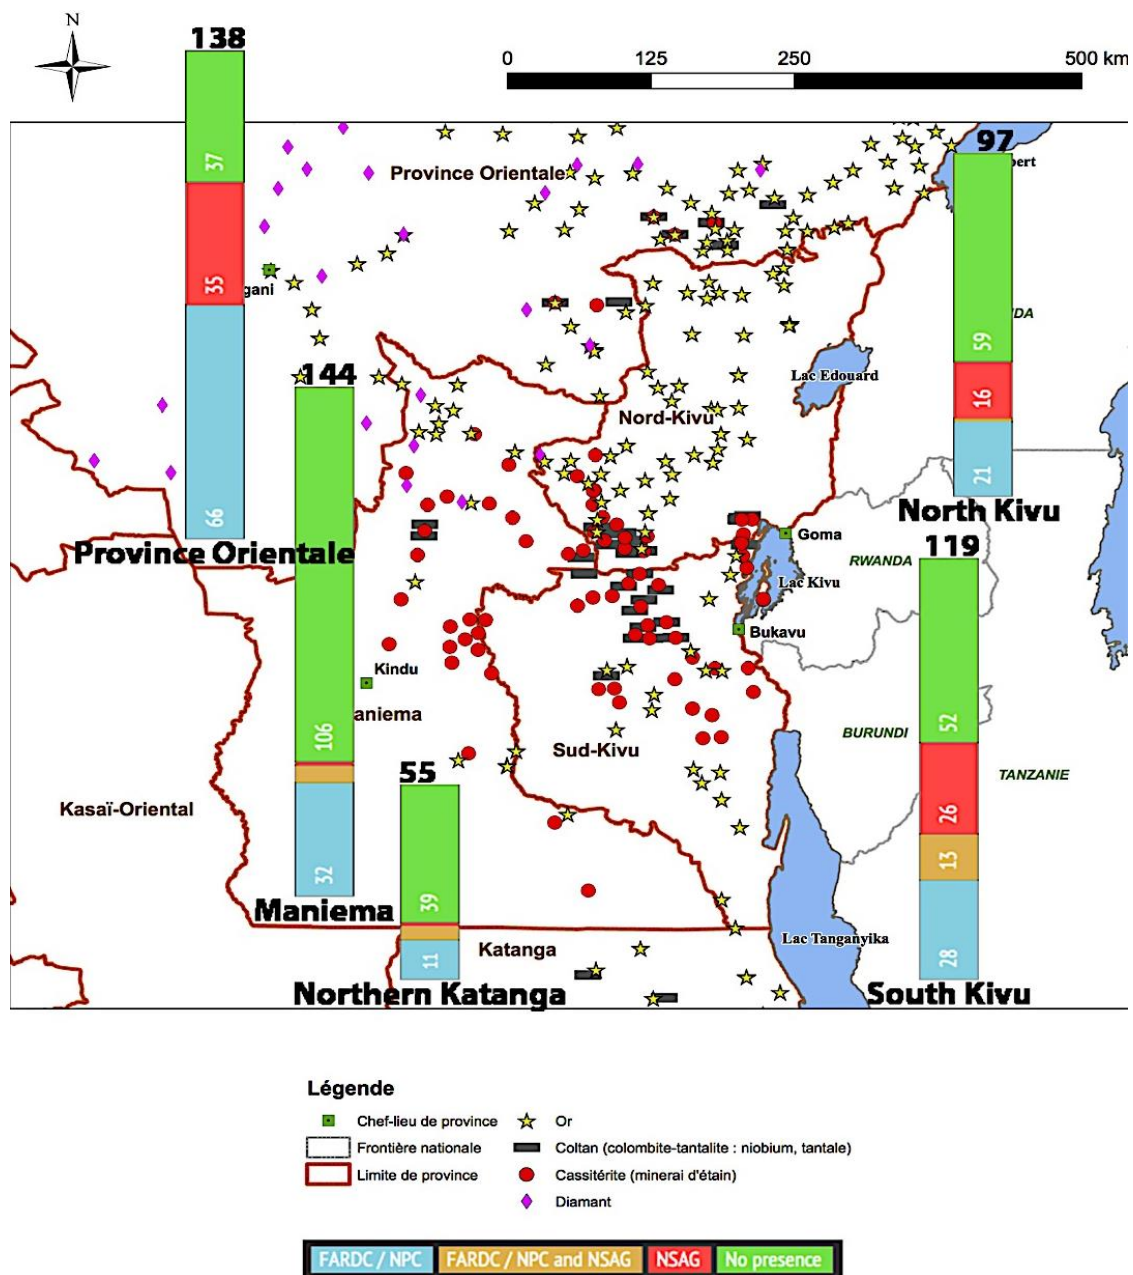 N
138
0 125 250 500 km
37
Province Orientale
97
bert
35
gani
59
DA
144
Lac Edouard
16
Nord-Kivu
21
66
North Kivu
Province Orientale
Goma
119
RWANDA
Lac Kivu
Bukavu
Kindu
106
aniema
52
BURUNDI
Sud-Kivu
TANZANIE
55
Kasaï-Oriental
26
13
32
39
Maniema
Lac Tanganyika
Katanga
11
28
Northern Katanga
South Kivu
Légende
Chef-lieu de province
Or
Frontière nationale
Coltan (colombite-tantalite : niobium, tantale)
Limite de province
Cassitérite (minerai d'étain)
Diamant
FARDC / NPC
FARDC / NPC and NSAG
NSAG
No presence